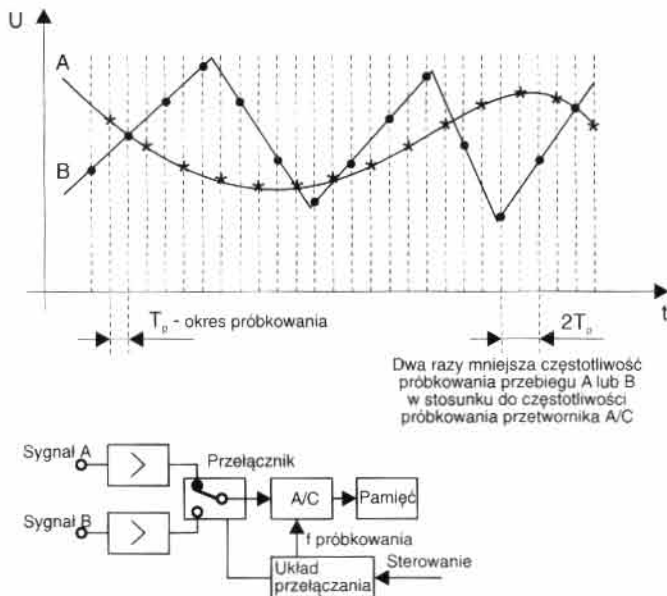 U
A
B
t
Tp - okres próbkowania
2Tp
Dwa razy mniejsza częstotliwość
próbkowania przebiegu A lub B
w stosunku do częstotliwości
próbkowania przetwornika A/C
Sygnał A
Przełącznik
A/C
Pamięć
Sygnał B
f próbkowania
Układ
przełączania
Sterowanie